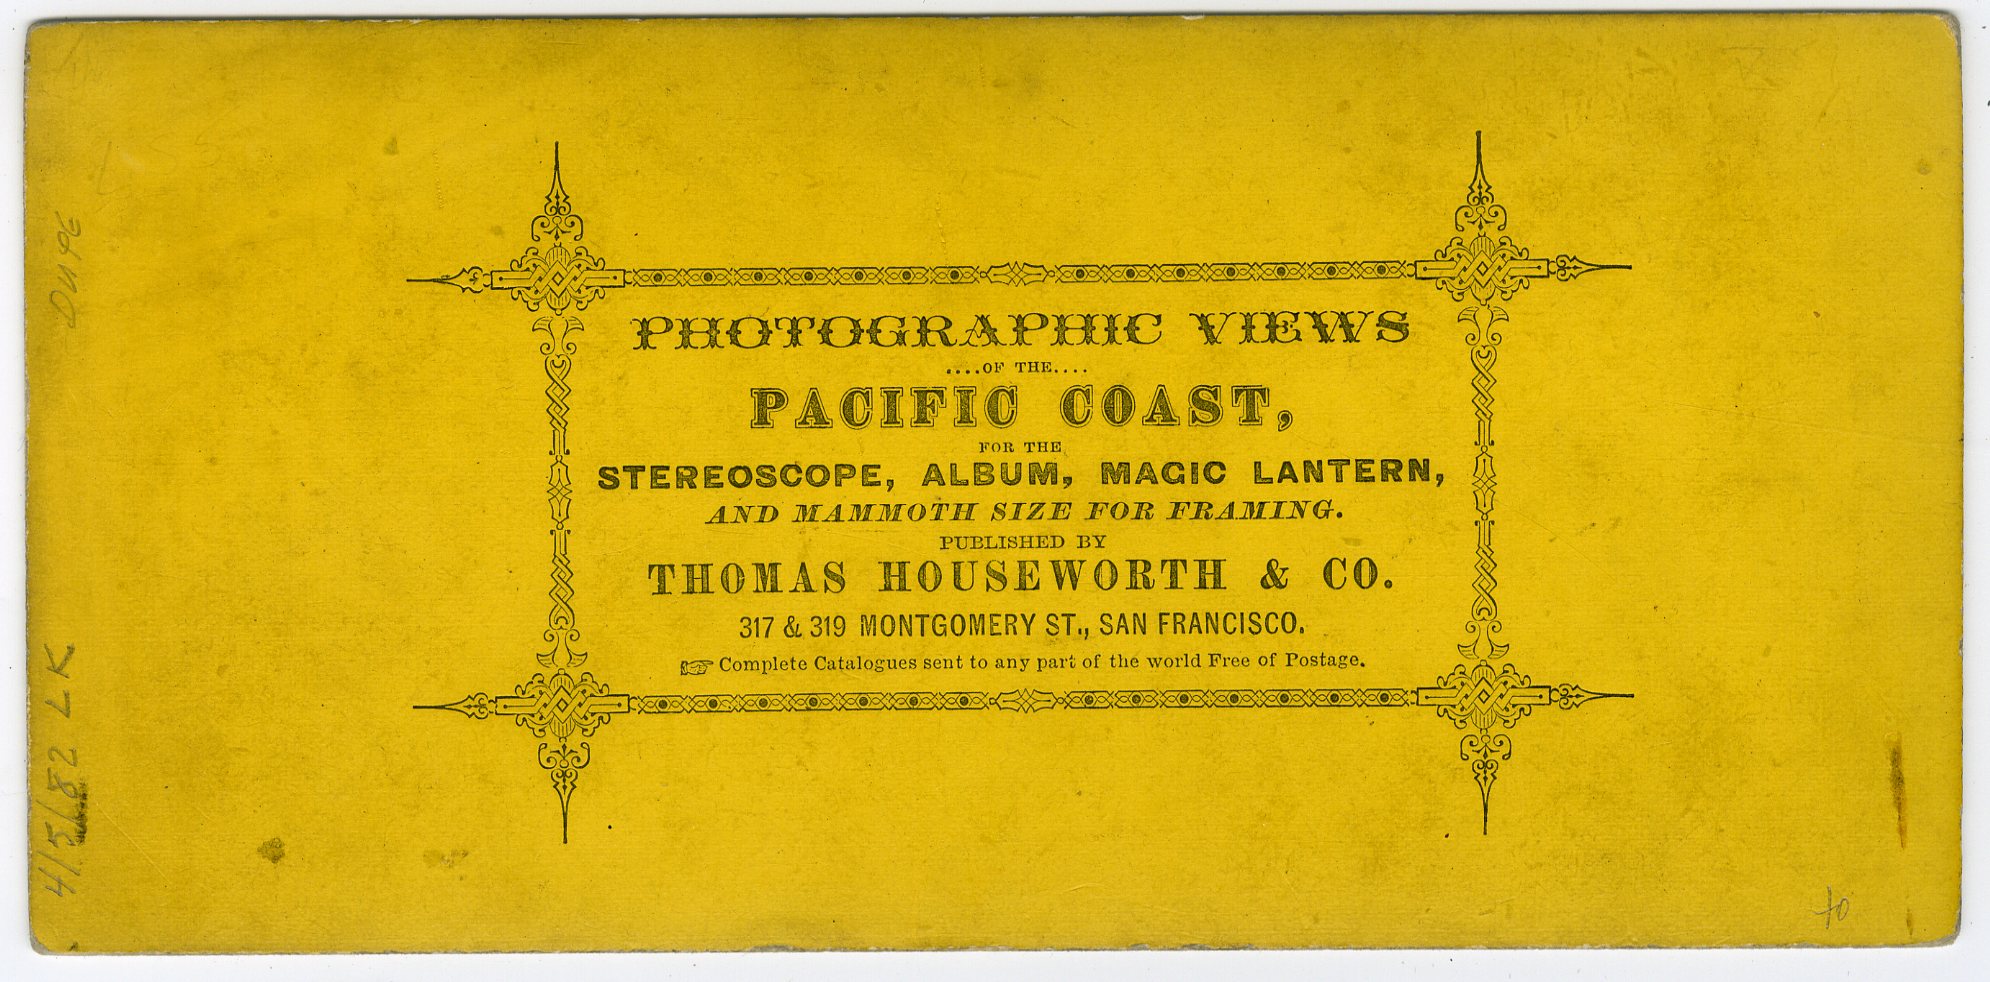 PHOTOGRAPHIC VIEWS
....OF THE....
PACIFIC COAST,
FOR THE
STEREOSCOPE, ALBUM, MAGIC LANTERN,
AND MAMMOTH SIZE FOR FRAMING.
PUBLISHED BY
THOMAS HOUSEWORTH & CO.
317 & 319 MONTGOMERY ST., SAN FRANCISCO.
☞ Complete Catalogues sent to any part of the world Free of Postage.
DUPE
4/5/82 LK